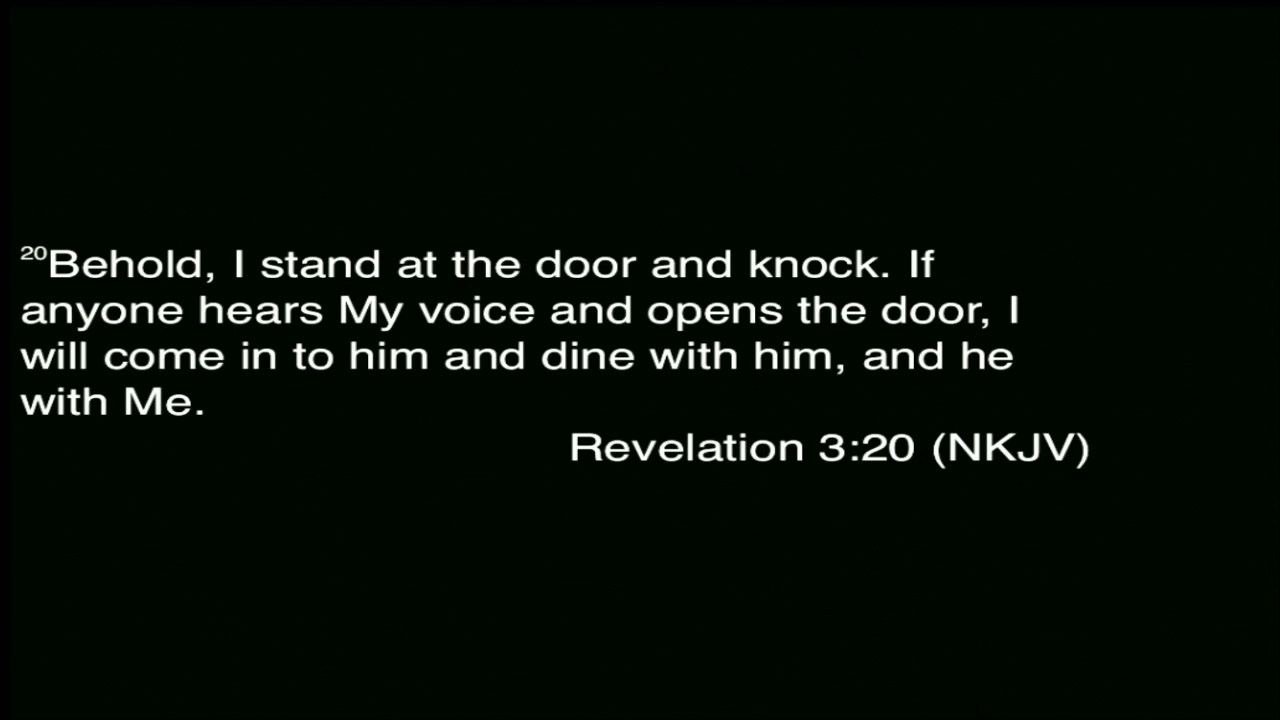 ²⁰Behold, I stand at the door and knock. If
anyone hears My voice and opens the door, I
will come in to him and dine with him, and he
with Me.
Revelation 3:20 (NKJV)